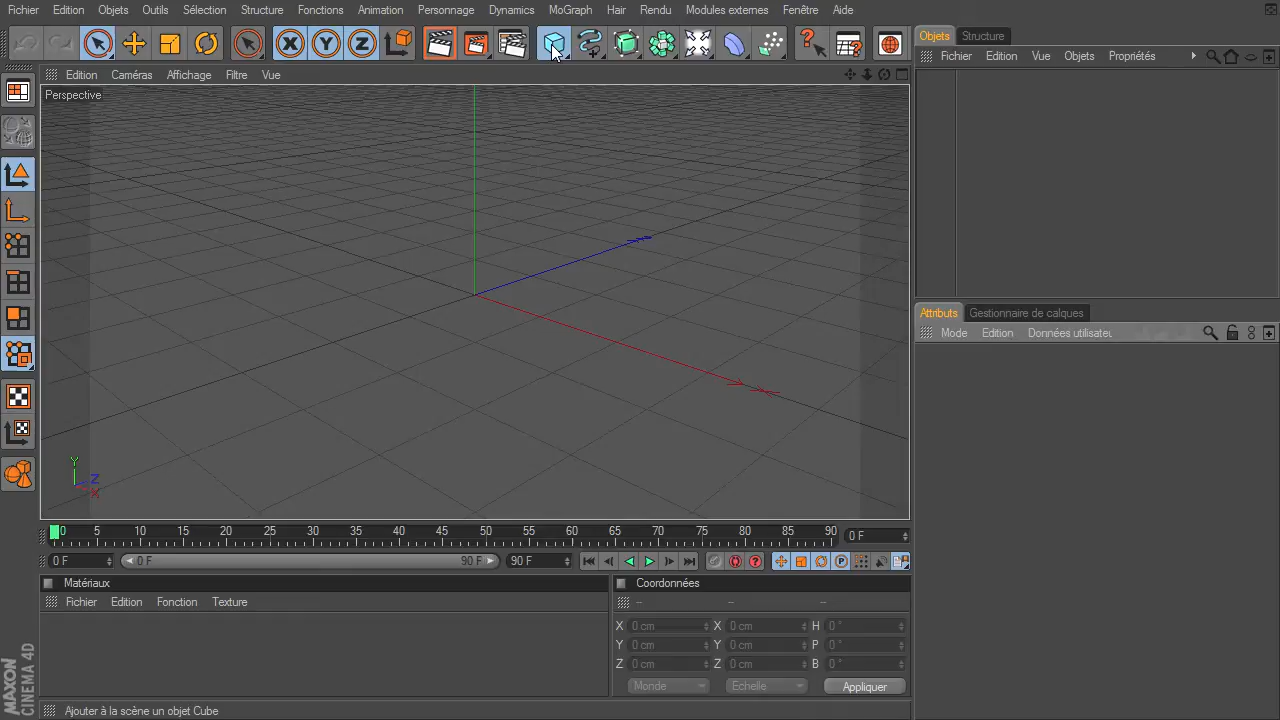 Fichier Edition Objets Outils Sélection Structure Fonctions Animation Personnage Dynamics MoGraph Hair Rendu Modules externes Fenêtre Aide
Objets Structure
Fichier Edition Vue Objets Propriétés
Edition Caméras Affichage Filtre Vue
Perspective
Y
Z
X
Attributs Gestionnaire de calques
Mode Edition Données utilisateu
0 5 10 15 20 25 30 35 40 45 50 55 60 65 70 75 80 85 90
0 F
0 F 0 F 90 F 90 F
Matériaux
Fichier Edition Fonction Texture
Coordonnées
-- -- --
X 0 cm X 0 cm H 0 °
Y 0 cm Y 0 cm P 0 °
Z 0 cm Z 0 cm B 0 °
Monde Echelle Appliquer
MAXON
CINEMA 4D
Ajouter à la scène un objet Cube